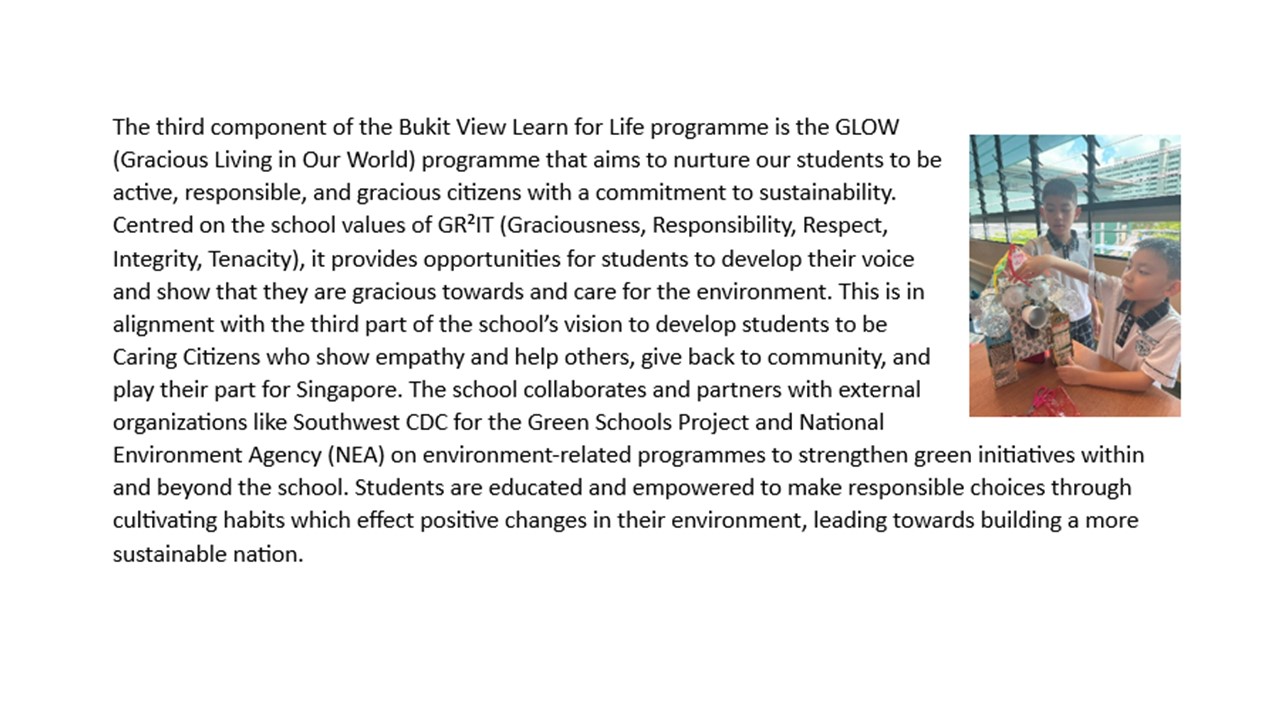 The third component of the Bukit View Learn for Life programme is the GLOW
(Gracious Living in Our World) programme that aims to nurture our students to be
active, responsible, and gracious citizens with a commitment to sustainability.
Centred on the school values of GR²IT (Graciousness, Responsibility, Respect,
Integrity, Tenacity), it provides opportunities for students to develop their voice
and show that they are gracious towards and care for the environment. This is in
alignment with the third part of the school’s vision to develop students to be
Caring Citizens who show empathy and help others, give back to community, and
play their part for Singapore. The school collaborates and partners with external
organizations like Southwest CDC for the Green Schools Project and National
Environment Agency (NEA) on environment-related programmes to strengthen green initiatives within
and beyond the school. Students are educated and empowered to make responsible choices through
cultivating habits which effect positive changes in their environment, leading towards building a more
sustainable nation.